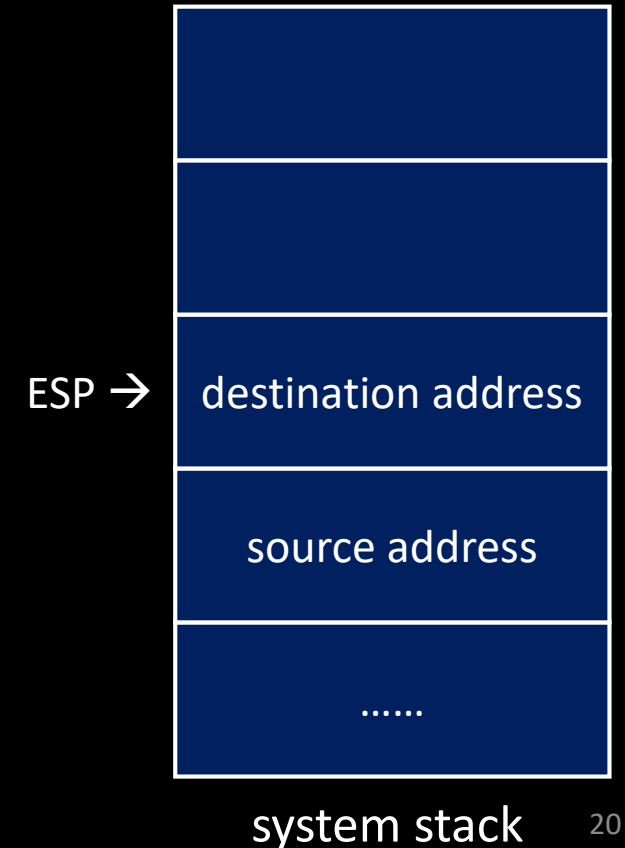 ESP → destination address
source address
……
system stack
20